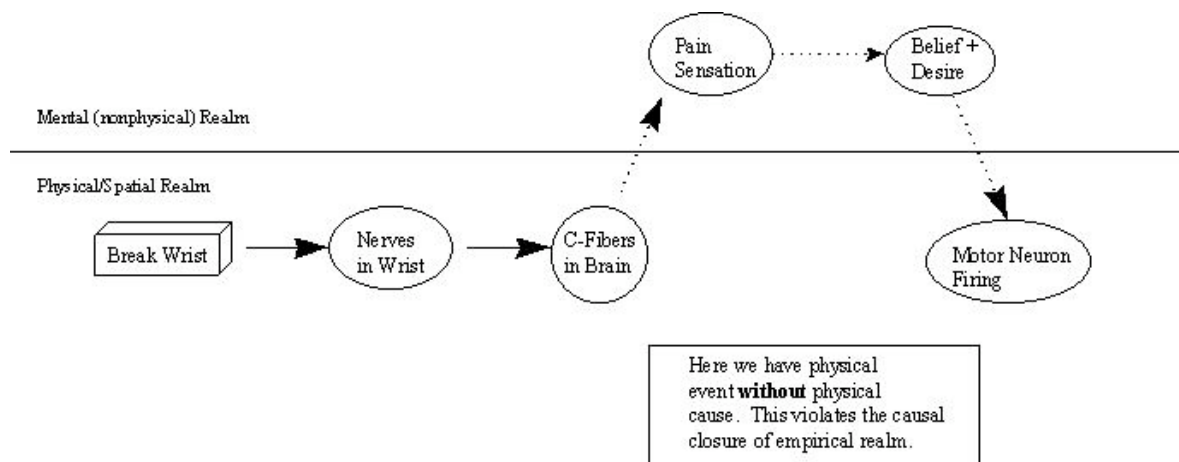 Pain
Sensation
Belief +
Desire
Mental (nonphysical) Realm
Physical/Spatial Realm
Break Wrist
Nerves
in Wrist
C-Fibers
in Brain
Motor Neuron
Firing
Here we have physical
event without physical
cause. This violates the causal
closure of empirical realm.